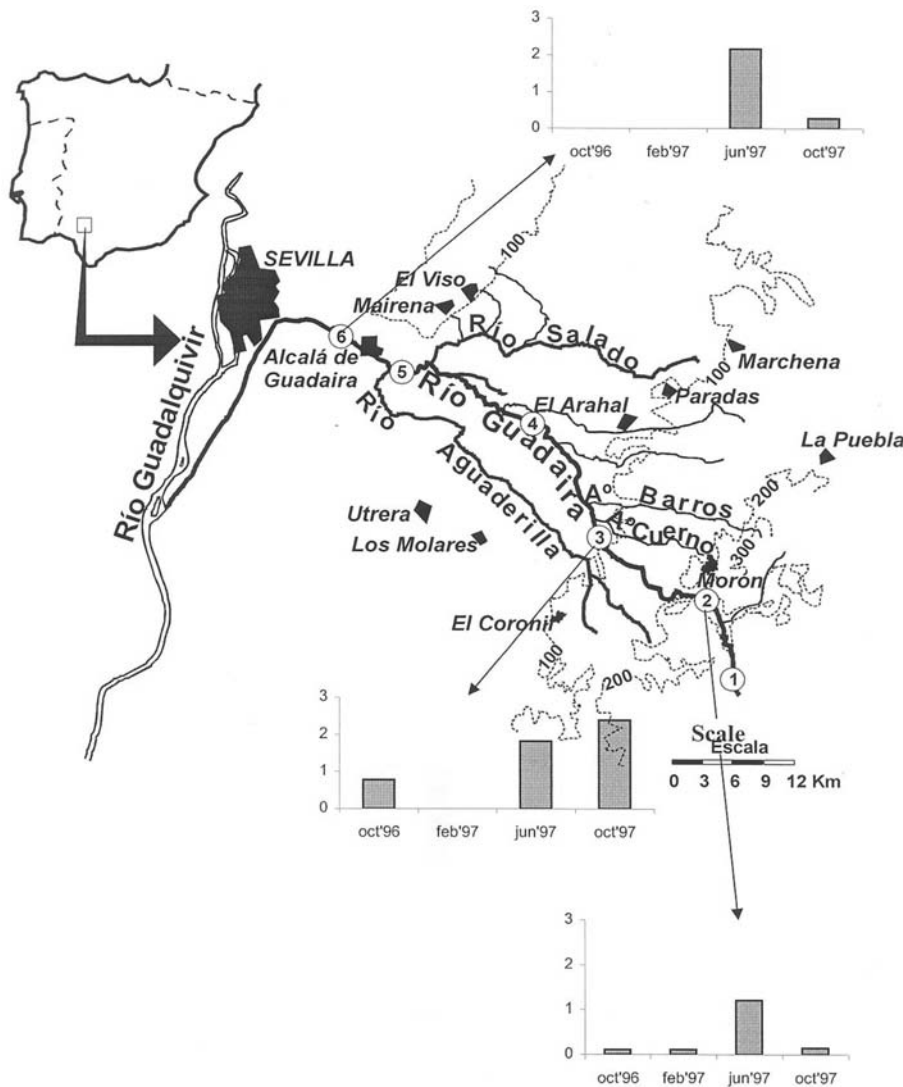 3
2
1
0
oct'96 feb'97 jun'97 oct'97
SEVILLA
100
El Viso
Mairena
Río Salado
6
Alcalá de
Guadaira
5
Marchena
100
Paradas
Río Guadalquivir
Río Guadaira
El Arahal
4
La Puebla
200
Río Aguaderilla
Aº Barros
Utrera
Los Molares
AºCuerno
300
3
Morón
2
El Coronil
100
200
1
3
2
1
0
oct'96 feb'97 jun'97 oct'97
Scale
Escala
0 3 6 9 12 Km
3
2
1
0
oct'96 feb'97 jun'97 oct'97